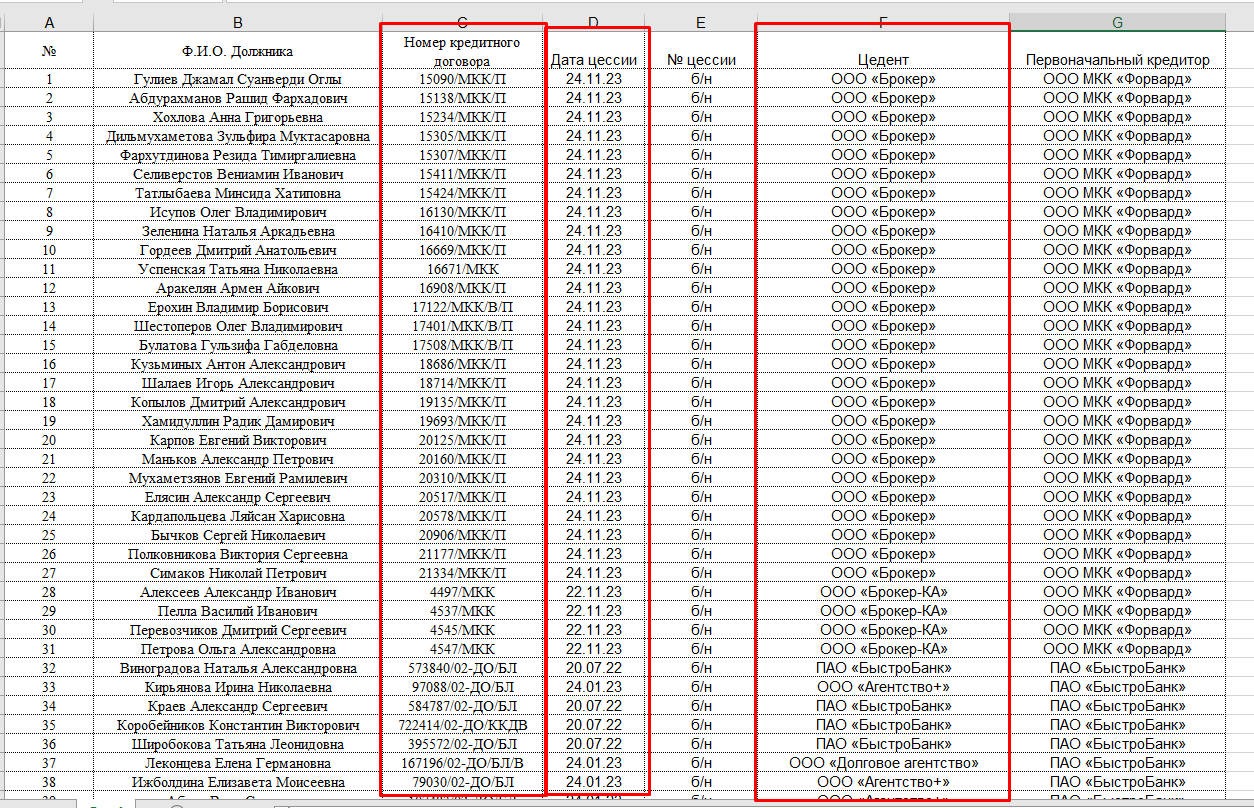 A B C D E F G
№ Ф.И.О. Должника Номер кредитного договора Дата цессии № цессии Цедент Первоначальный кредитор
1 Гулиев Джамал Суанверди Оглы 15090/МКК/П 24.11.23 б/н ООО «Брокер» ООО МКК «Форвард»
2 Абдурахманов Рашид Фархадович 15138/МКК/П 24.11.23 б/н ООО «Брокер» ООО МКК «Форвард»
3 Хохлова Анна Григорьевна 15234/МКК/П 24.11.23 б/н ООО «Брокер» ООО МКК «Форвард»
4 Дильмухаметова Зульфира Муктасаровна 15305/МКК/П 24.11.23 б/н ООО «Брокер» ООО МКК «Форвард»
5 Фархутдинова Резида Тимиргалиевна 15307/МКК/П 24.11.23 б/н ООО «Брокер» ООО МКК «Форвард»
6 Селиверстов Вениамин Иванович 15411/МКК/П 24.11.23 б/н ООО «Брокер» ООО МКК «Форвард»
7 Татлыбаева Минсида Хатиповна 15424/МКК/П 24.11.23 б/н ООО «Брокер» ООО МКК «Форвард»
8 Исупов Олег Владимирович 16130/МКК/П 24.11.23 б/н ООО «Брокер» ООО МКК «Форвард»
9 Зеленина Наталья Аркадьевна 16410/МКК/П 24.11.23 б/н ООО «Брокер» ООО МКК «Форвард»
10 Гордеев Дмитрий Анатольевич 16669/МКК/П 24.11.23 б/н ООО «Брокер» ООО МКК «Форвард»
11 Успенская Татьяна Николаевна 16671/МКК 24.11.23 б/н ООО «Брокер» ООО МКК «Форвард»
12 Аракелян Армен Айкович 16908/МКК/П 24.11.23 б/н ООО «Брокер» ООО МКК «Форвард»
13 Ерохин Владимир Борисович 17122/МКК/В/П 24.11.23 б/н ООО «Брокер» ООО МКК «Форвард»
14 Шестоперов Олег Владимирович 17401/МКК/В/П 24.11.23 б/н ООО «Брокер» ООО МКК «Форвард»
15 Булатова Гульзифа Габделовна 17508/МКК/В/П 24.11.23 б/н ООО «Брокер» ООО МКК «Форвард»
16 Кузьминых Антон Александрович 18686/МКК/П 24.11.23 б/н ООО «Брокер» ООО МКК «Форвард»
17 Шалаев Игорь Александрович 18714/МКК/П 24.11.23 б/н ООО «Брокер» ООО МКК «Форвард»
18 Копылов Дмитрий Александрович 19135/МКК/П 24.11.23 б/н ООО «Брокер» ООО МКК «Форвард»
19 Хамидуллин Радик Дамирович 19693/МКК/П 24.11.23 б/н ООО «Брокер» ООО МКК «Форвард»
20 Карпов Евгений Викторович 20125/МКК/П 24.11.23 б/н ООО «Брокер» ООО МКК «Форвард»
21 Маньков Александр Петрович 20160/МКК/П 24.11.23 б/н ООО «Брокер» ООО МКК «Форвард»
22 Мухаметзянов Евгений Рамилевич 20310/МКК/П 24.11.23 б/н ООО «Брокер» ООО МКК «Форвард»
23 Елясин Александр Сергеевич 20517/МКК/П 24.11.23 б/н ООО «Брокер» ООО МКК «Форвард»
24 Кардапольцева Ляйсан Харисовна 20578/МКК/П 24.11.23 б/н ООО «Брокер» ООО МКК «Форвард»
25 Бычков Сергей Николаевич 20906/МКК/П 24.11.23 б/н ООО «Брокер» ООО МКК «Форвард»
26 Полковникова Виктория Сергеевна 21177/МКК/П 24.11.23 б/н ООО «Брокер» ООО МКК «Форвард»
27 Симаков Николай Петрович 21334/МКК/П 24.11.23 б/н ООО «Брокер» ООО МКК «Форвард»
28 Алексеев Александр Иванович 4497/МКК 22.11.23 б/н ООО «Брокер-КА» ООО МКК «Форвард»
29 Пелла Василий Иванович 4537/МКК 22.11.23 б/н ООО «Брокер-КА» ООО МКК «Форвард»
30 Перевозчиков Дмитрий Сергеевич 4545/МКК 22.11.23 б/н ООО «Брокер-КА» ООО МКК «Форвард»
31 Петрова Ольга Александровна 4547/МКК 22.11.23 б/н ООО «Брокер-КА» ООО МКК «Форвард»
32 Виноградова Наталья Александровна 573840/02-ДО/БЛ 20.07.22 б/н ПАО «БыстроБанк» ПАО «БыстроБанк»
33 Кирьянова Ирина Николаевна 97088/02-ДО/БЛ 24.01.23 б/н ООО «Агентство+» ПАО «БыстроБанк»
34 Краев Александр Сергеевич 584787/02-ДО/БЛ 20.07.22 б/н ПАО «БыстроБанк» ПАО «БыстроБанк»
35 Коробейников Константин Викторович 722414/02-ДО/ККДВ 20.07.22 б/н ПАО «БыстроБанк» ПАО «БыстроБанк»
36 Широбокова Татьяна Леонидовна 395572/02-ДО/БЛ 20.07.22 б/н ПАО «БыстроБанк» ПАО «БыстроБанк»
37 Леконцева Елена Германовна 167196/02-ДО/БЛ/В 24.01.23 б/н ООО «Долговое агентство» ПАО «БыстроБанк»
38 Ижболдина Елизавета Моисеевна 79030/02-ДО/БЛ 24.01.23 б/н ООО «Агентство+» ПАО «БыстроБанк»